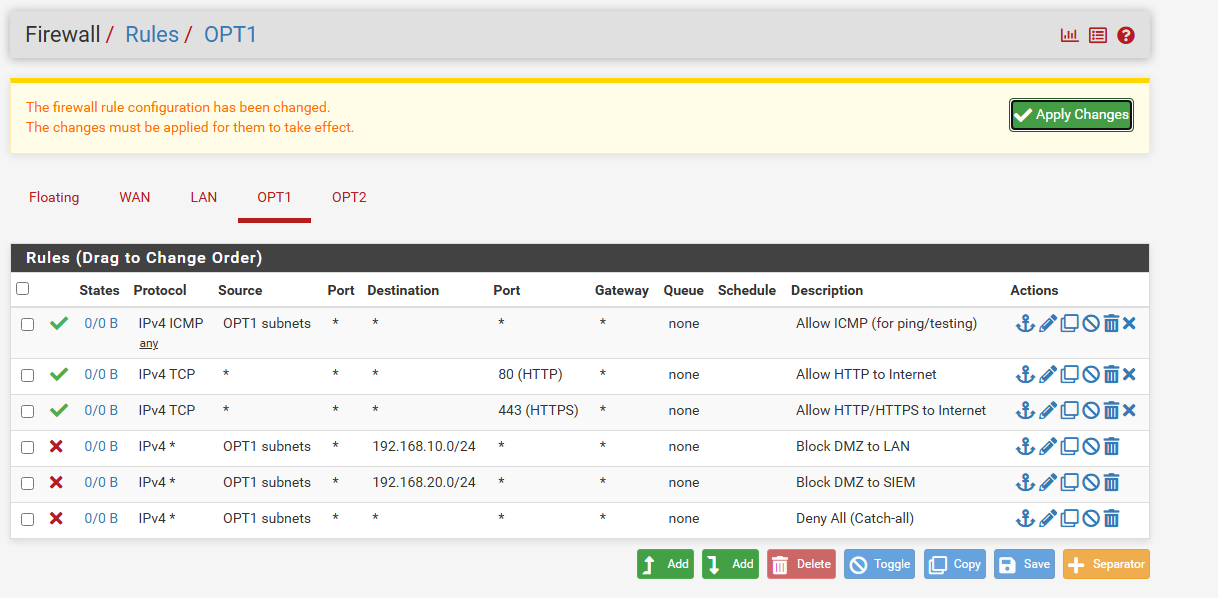 Firewall / Rules / OPT1
The firewall rule configuration has been changed.
The changes must be applied for them to take effect.
Apply Changes
Floating WAN LAN OPT1 OPT2
Rules (Drag to Change Order)
States Protocol Source Port Destination Port Gateway Queue Schedule Description Actions
0/0 B IPv4 ICMP OPT1 subnets * * * * none Allow ICMP (for ping/testing)
any
0/0 B IPv4 TCP * * * 80 (HTTP) * none Allow HTTP to Internet
0/0 B IPv4 TCP * * * 443 (HTTPS) * none Allow HTTP/HTTPS to Internet
0/0 B IPv4 * OPT1 subnets * 192.168.10.0/24 * * none Block DMZ to LAN
0/0 B IPv4 * OPT1 subnets * 192.168.20.0/24 * * none Block DMZ to SIEM
0/0 B IPv4 * OPT1 subnets * * * * none Deny All (Catch-all)
Add Add Delete Toggle Copy Save Separator